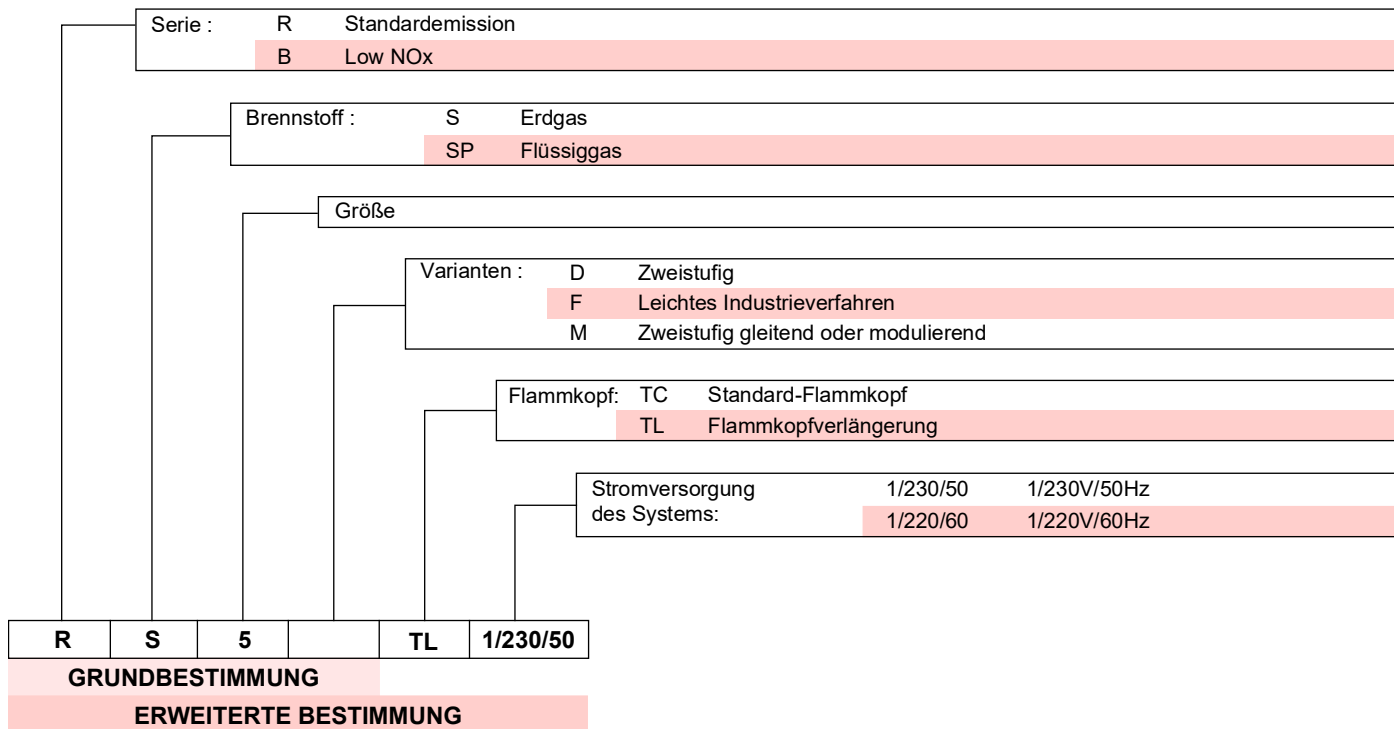 Serie : R Standardemission
B Low NOx
Brennstoff : S Erdgas
SP Flüssiggas
Größe
Varianten : D Zweistufig
F Leichtes Industrieverfahren
M Zweistufig gleitend oder modulierend
Flammkopf: TC Standard-Flammkopf
TL Flammkopfverlängerung
Stromversorgung 1/230/50 1/230V/50Hz
des Systems: 1/220/60 1/220V/60Hz
R S 5 TL 1/230/50
GRUNDBESTIMMUNG
ERWEITERTE BESTIMMUNG